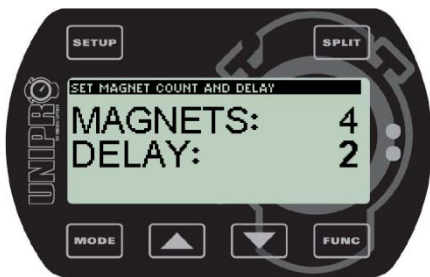 SETUP SPLIT
SET MAGNET COUNT AND DELAY
MAGNETS: 4
DELAY: 2
UNIPRO
MODE FUNC